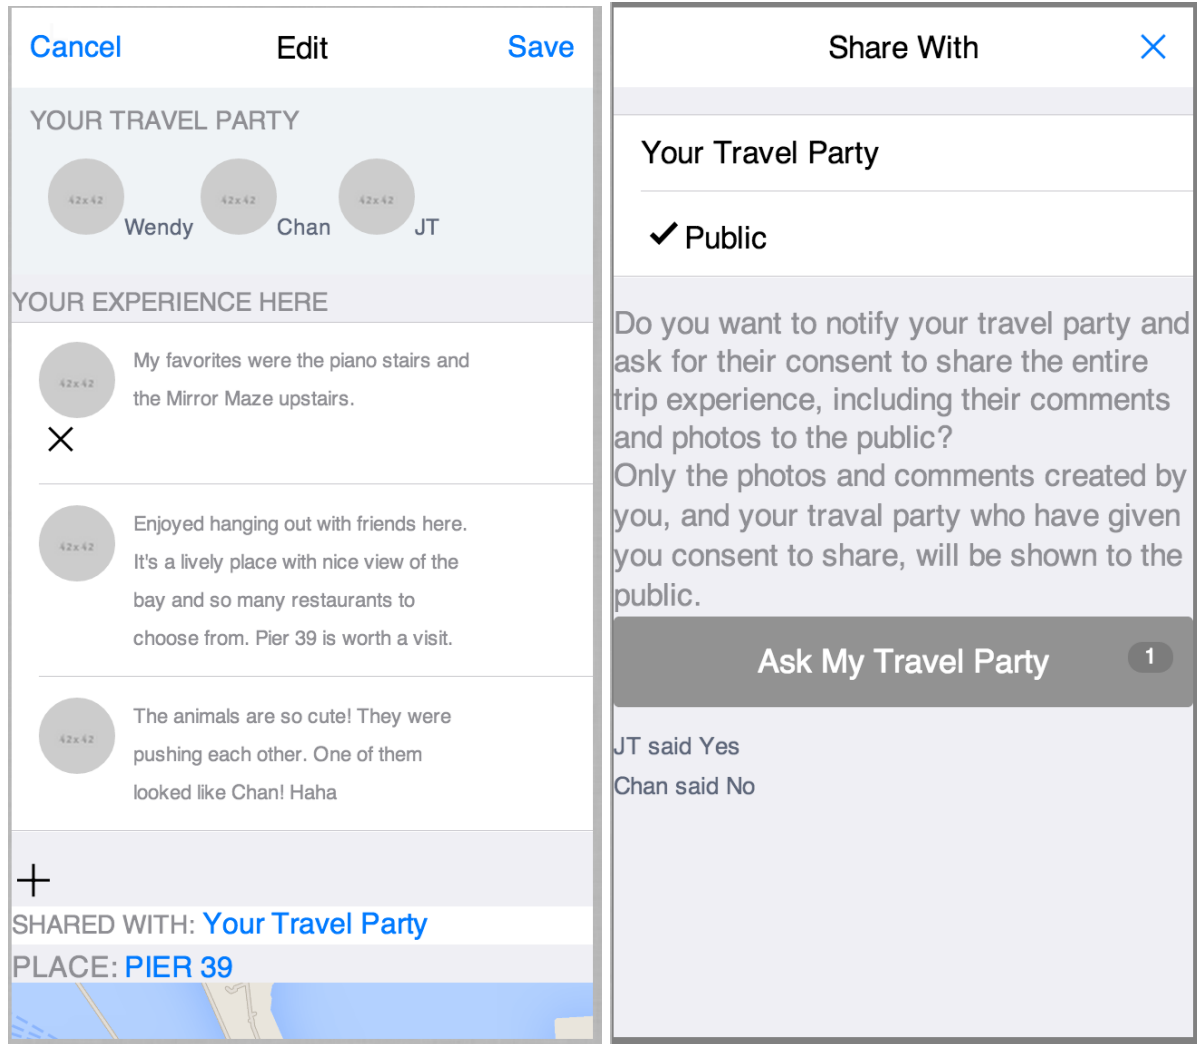 Cancel Edit Save
YOUR TRAVEL PARTY
42x42 Wendy 42x42 Chan 42x42 JT
YOUR EXPERIENCE HERE
42x42 My favorites were the piano stairs and
the Mirror Maze upstairs.
42x42 Enjoyed hanging out with friends here.
It's a lively place with nice view of the
bay and so many restaurants to
choose from. Pier 39 is worth a visit.
42x42 The animals are so cute! They were
pushing each other. One of them
looked like Chan! Haha
SHARED WITH: Your Travel Party
PLACE: PIER 39
Share With
Your Travel Party
Public
Do you want to notify your travel party and
ask for their consent to share the entire
trip experience, including their comments
and photos to the public?
Only the photos and comments created by
you, and your traval party who have given
you consent to share, will be shown to the
public.
Ask My Travel Party 1
JT said Yes
Chan said No